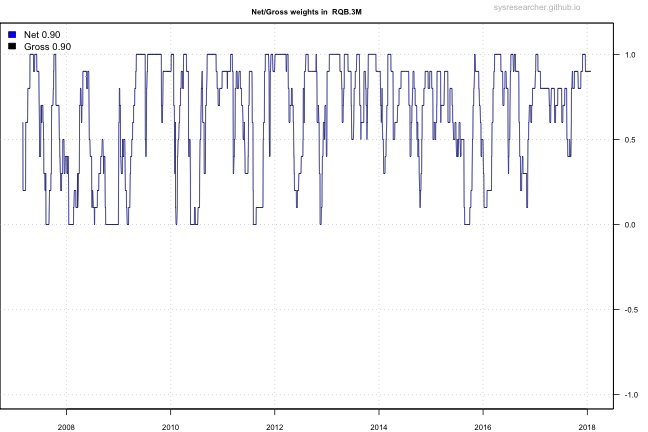 Net/Gross weights in RQB.3M
sysresearcher.github.io
Net 0.90
Gross 0.90
1.0
0.5
0.0
-0.5
-1.0
2008 2010 2012 2014 2016 2018